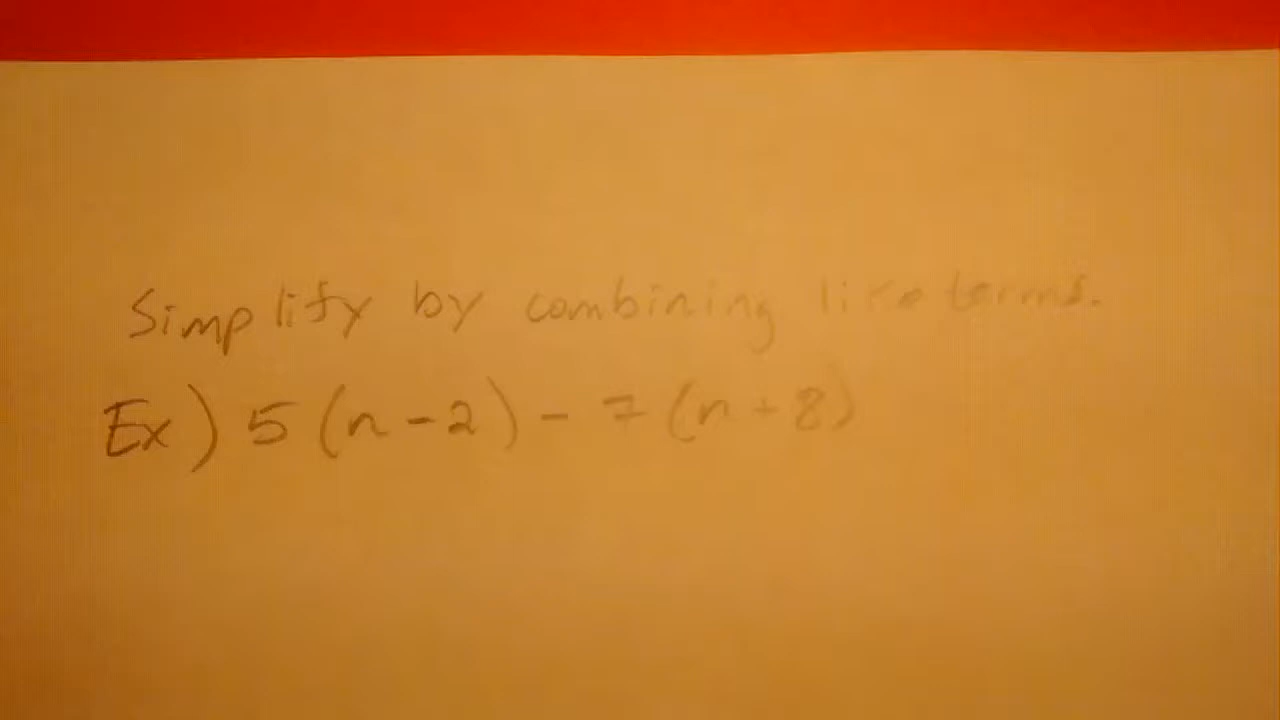 Simplify by combining like terms.
Ex) 5(n-2) - 7(n+8)